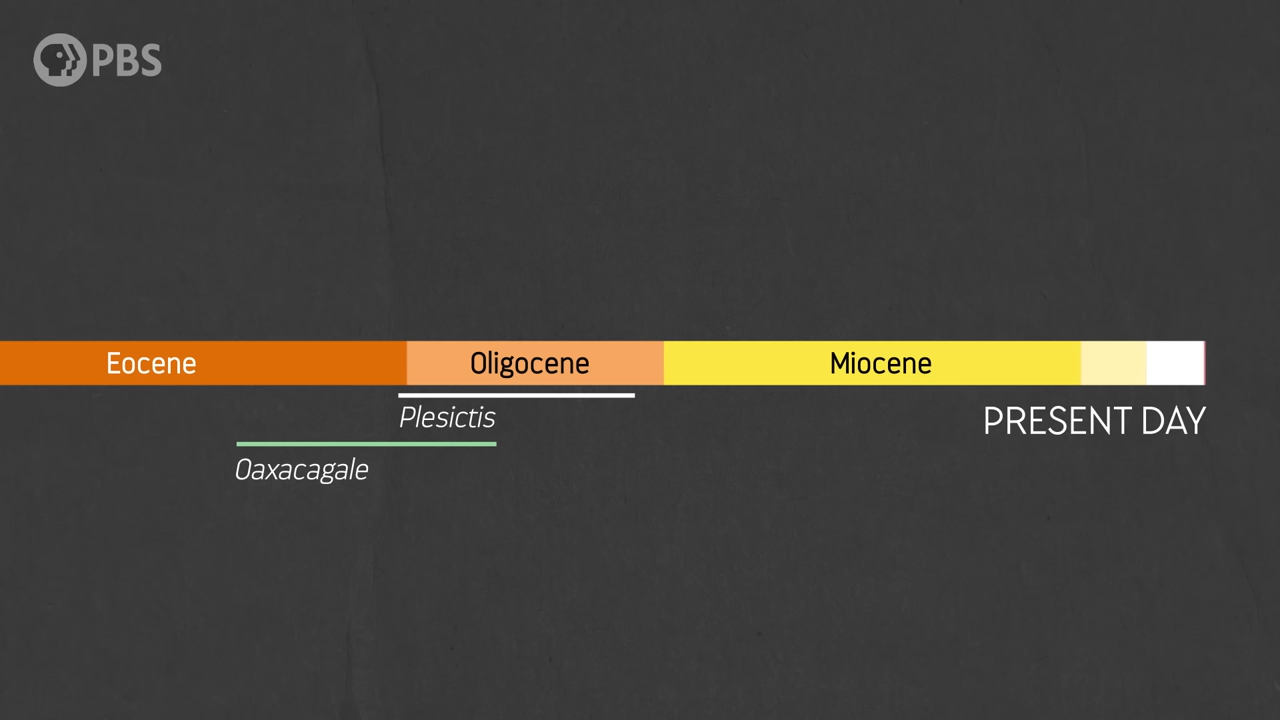 PBS
Eocene
Oligocene
Miocene
Plesictis
PRESENT DAY
Oaxacagale